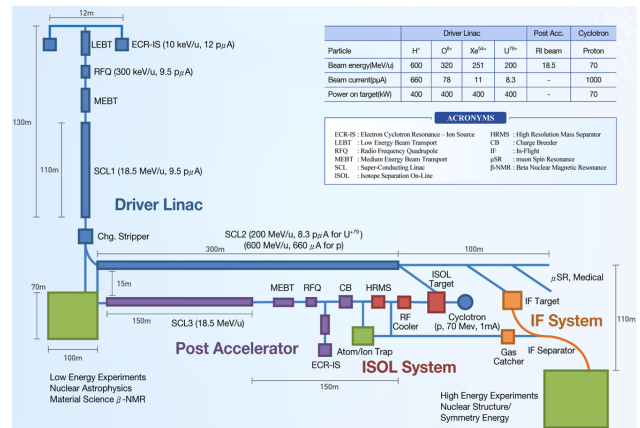 12m
LEBT
ECR-IS (10 keV/u, 12 pμA)
RFQ (300 keV/u, 9.5 pμA)
MEBT
130m
110m
SCL1 (18.5 MeV/u, 9.5 pμA)
Driver Linac
Chg. Stripper
Driver Linac Post Acc. Cyclotron
Particle H⁺ O⁸⁺ Xe⁵⁴⁺ U⁷⁹⁺ RI beam Proton
Beam energy(MeV/u) 600 320 251 200 18.5 70
Beam current(pμA) 660 78 11 8.3 - 1000
Power on target(kW) 400 400 400 400 - 70
ACRONYMS
ECR-IS : Electron Cyclotron Resonance – Ion Source
LEBT : Low Energy Beam Transport
RFQ : Radio Frequency Quadrupole
MEBT : Medium Energy Beam Transport
SCL : Super-Conducting Linac
ISOL : Isotope Separation On-Line
HRMS : High Resolution Mass Separator
CB : Charge Breeder
IF : In-Flight
μSR : muon Spin Resonance
β-NMR : Beta Nuclear Magnetic Resonance
SCL2 (200 MeV/u, 8.3 pμA for U⁺⁷⁹)
(600 MeV/u, 660 μA for p)
300m
100m
70m
15m
MEBT
RFQ
CB
HRMS
ISOL
Target
μSR, Medical
IF Target
IF System
110m
150m
SCL3 (18.5 MeV/u)
RF
Cooler
Cyclotron
(p, 70 Mev, 1mA)
Post Accelerator
ECR-IS
Atom/Ion Trap
ISOL System
Gas
Catcher
IF Separator
100m
150m
Low Energy Experiments
Nuclear Astrophysics
Material Science β-NMR
High Energy Experiments
Nuclear Structure/
Symmetry Energy